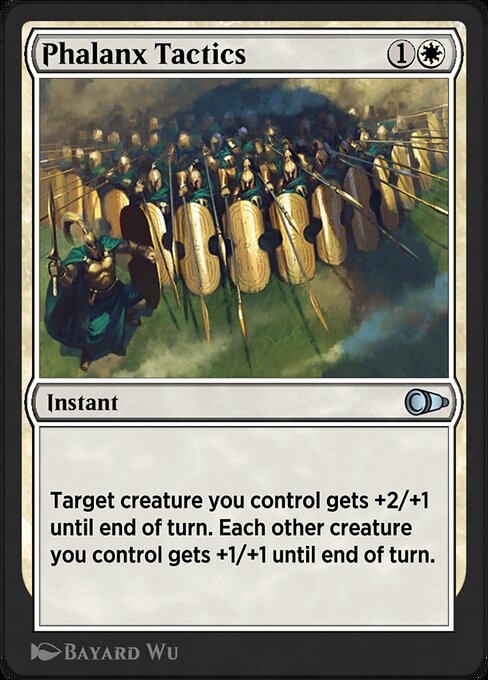 Phalanx Tactics 1
Instant
Target creature you control gets +2/+1
until end of turn. Each other creature
you control gets +1/+1 until end of turn.
Bayard Wu